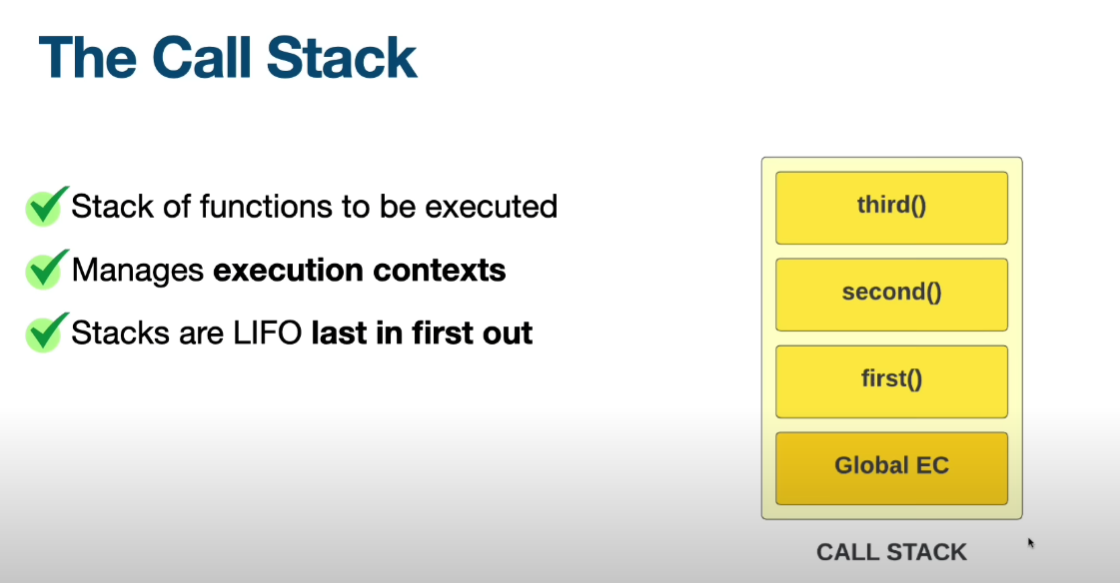 The Call Stack
Stack of functions to be executed
Manages execution contexts
Stacks are LIFO last in first out
third()
second()
first()
Global EC
CALL STACK